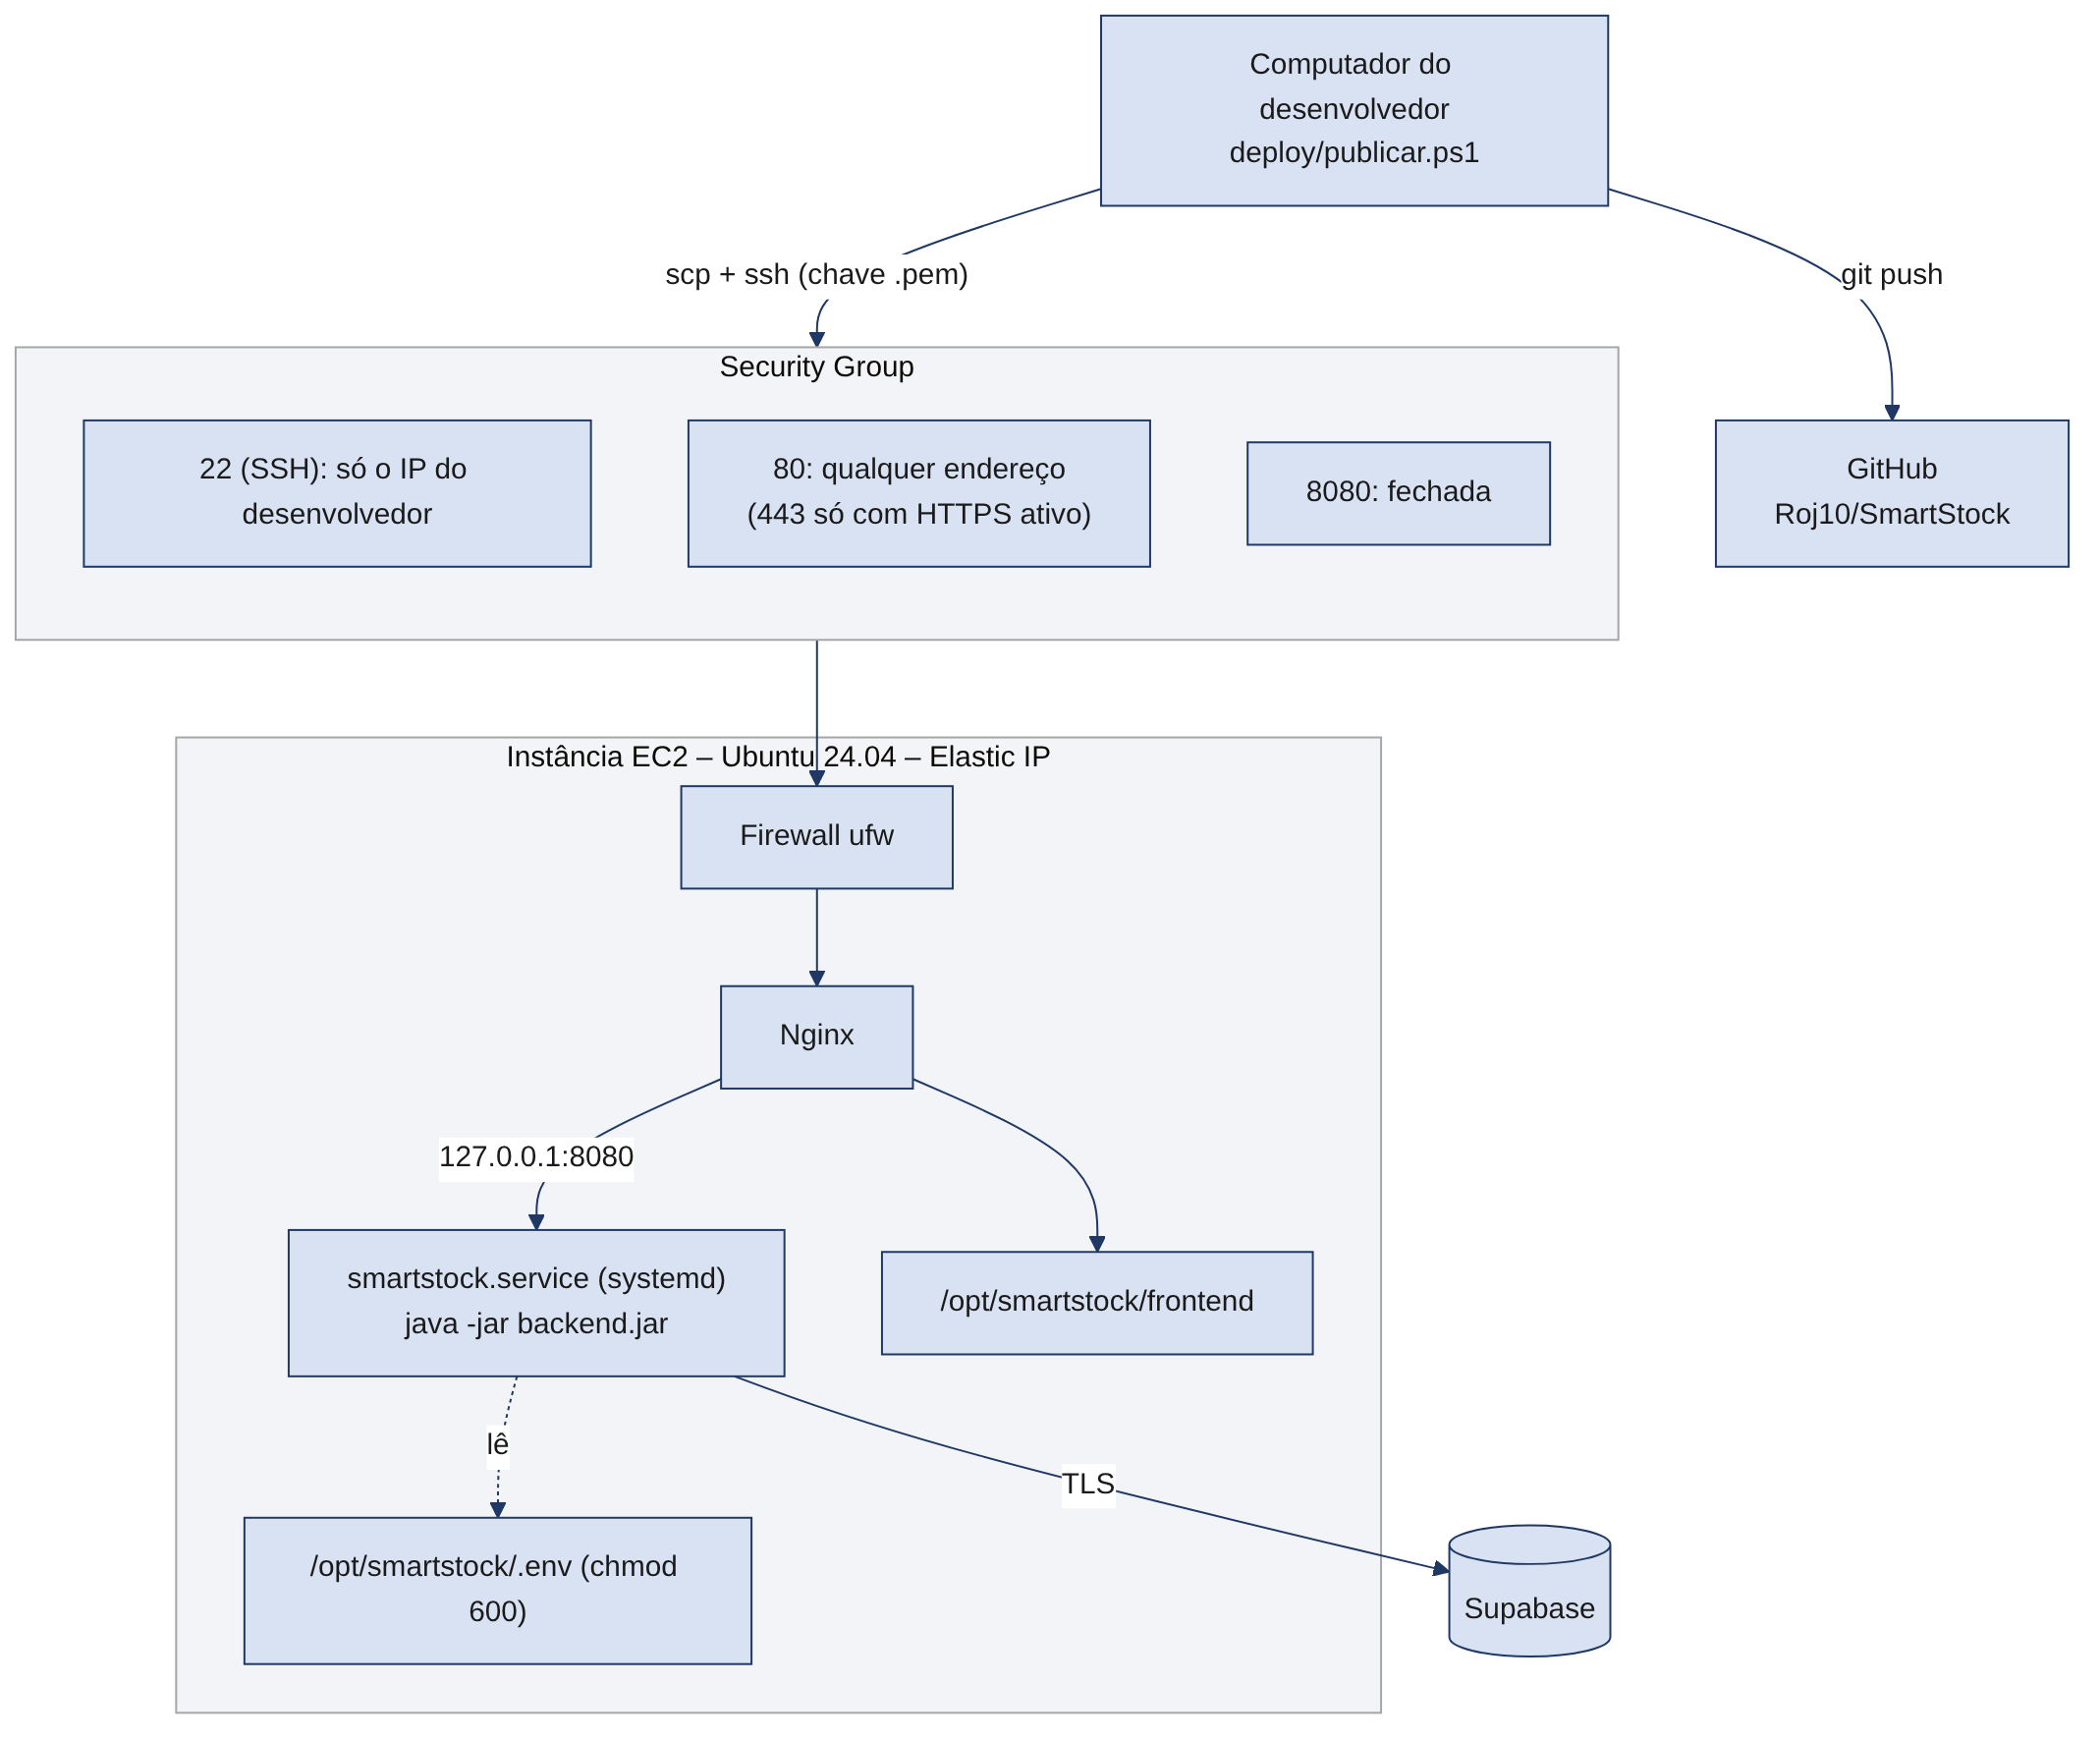 Computador do
desenvolvedor
deploy/publicar.ps1
scp + ssh (chave .pem)
git push
Security Group
22 (SSH): só o IP do
desenvolvedor
80: qualquer endereço
(443 só com HTTPS ativo)
8080: fechada
GitHub
Roj10/SmartStock
Instância EC2 – Ubuntu 24.04 – Elastic IP
Firewall ufw
Nginx
127.0.0.1:8080
smartstock.service (systemd)
java -jar backend.jar
/opt/smartstock/frontend
lê
TLS
/opt/smartstock/.env (chmod
600)
Supabase